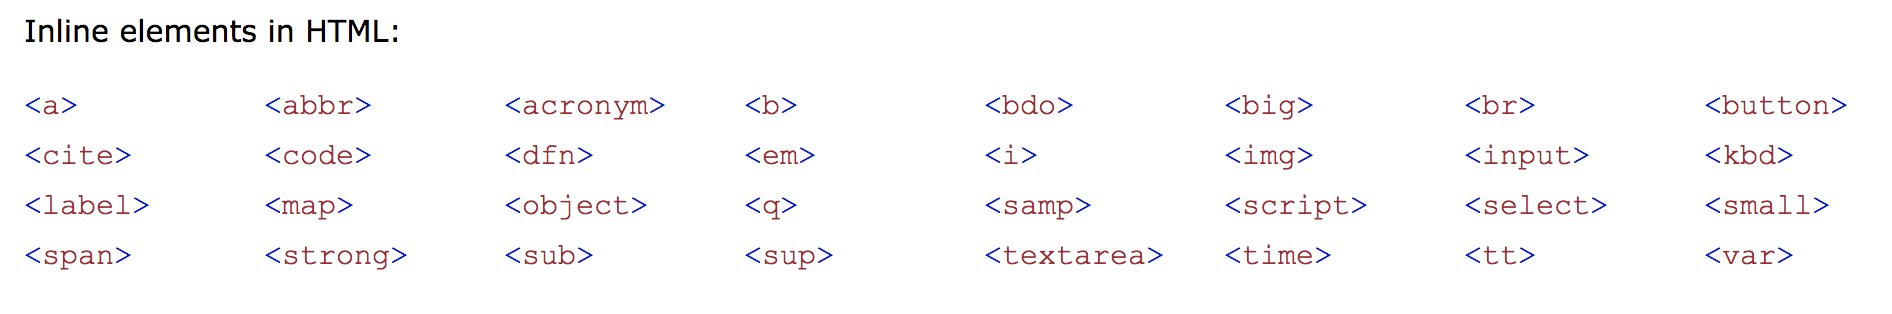 Inline elements in HTML:
<a> <abbr> <acronym> <b> <bdo> <big> <br> <button>
<cite> <code> <dfn> <em> <i> <img> <input> <kbd>
<label> <map> <object> <q> <samp> <script> <select> <small>
<span> <strong> <sub> <sup> <textarea> <time> <tt> <var>